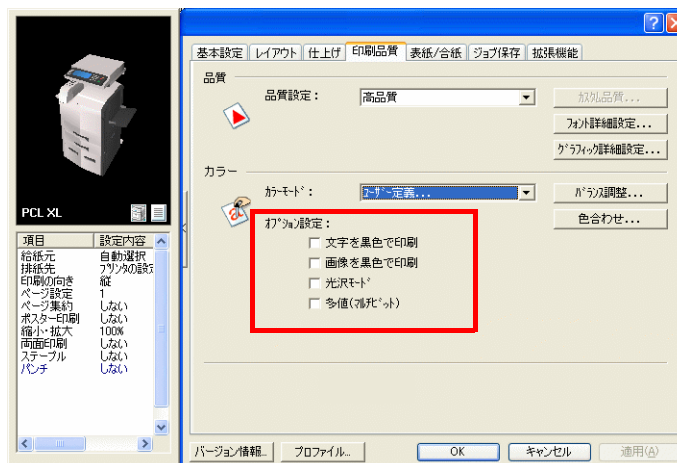 基本設定 レイアウト 仕上げ 印刷品質 表紙/合紙 ジョブ保存 拡張機能
品質
品質設定： 高品質 カスタム品質...
フォント詳細設定...
グラフィック詳細設定...
カラー
カラーモード： ユーザー定義... バランス調整...
色合わせ...
オプション設定：
文字を黒色で印刷
画像を黒色で印刷
光沢モード
多値(マルチビット)
PCL XL
項目 設定内容
給紙元 自動選択
排紙先 プリンタの設定
印刷の向き 縦
ページ設定 1
ページ集約 しない
ポスター印刷 しない
縮小・拡大 100%
両面印刷 しない
ステープル しない
パンチ しない
バージョン情報... プロファイル... OK キャンセル 適用(A)